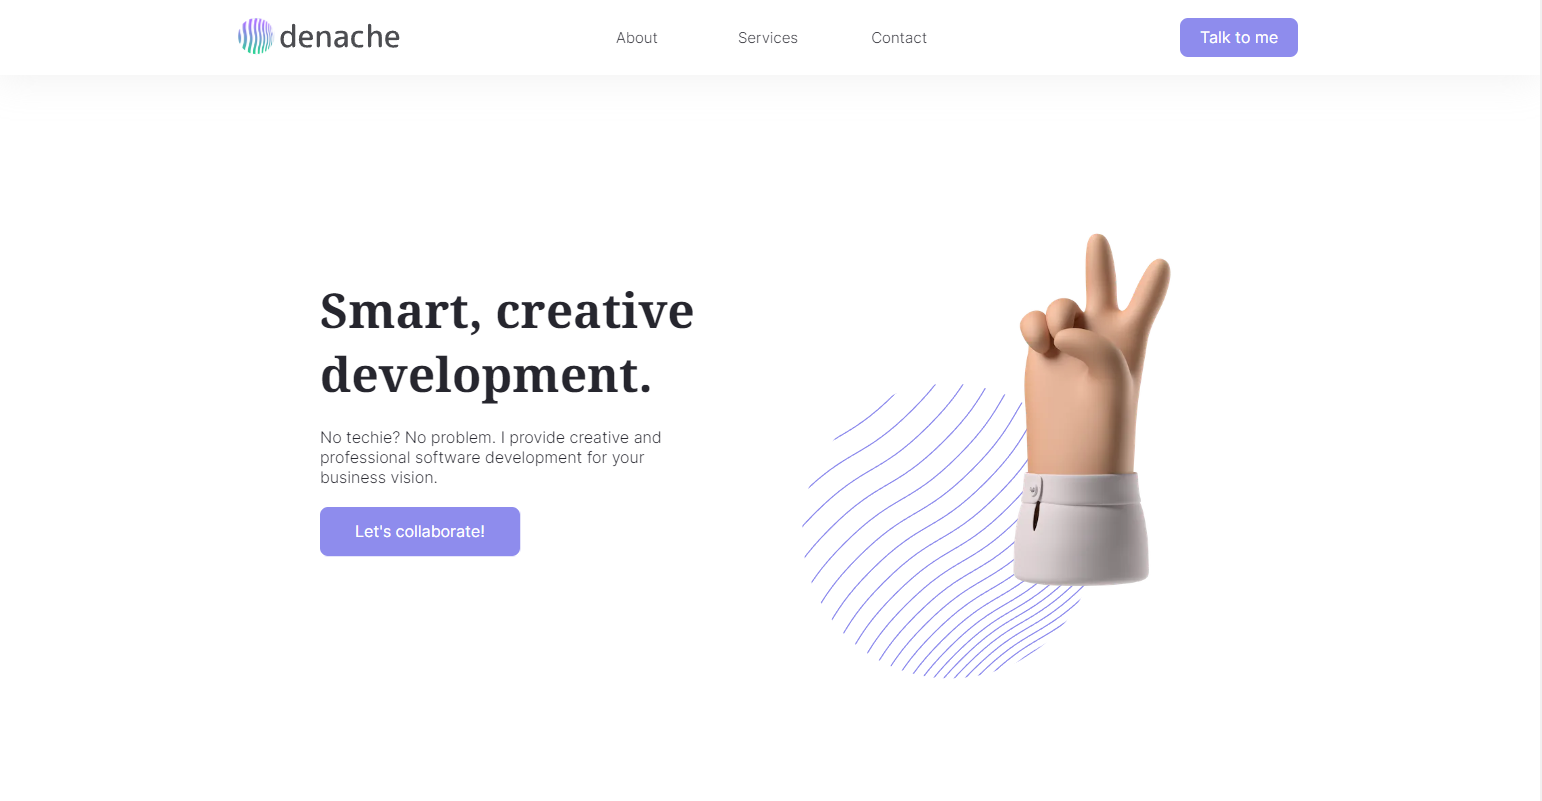 denache
About
Services
Contact
Talk to me
Smart, creative
development.
No techie? No problem. I provide creative and
professional software development for your
business vision.
Let's collaborate!